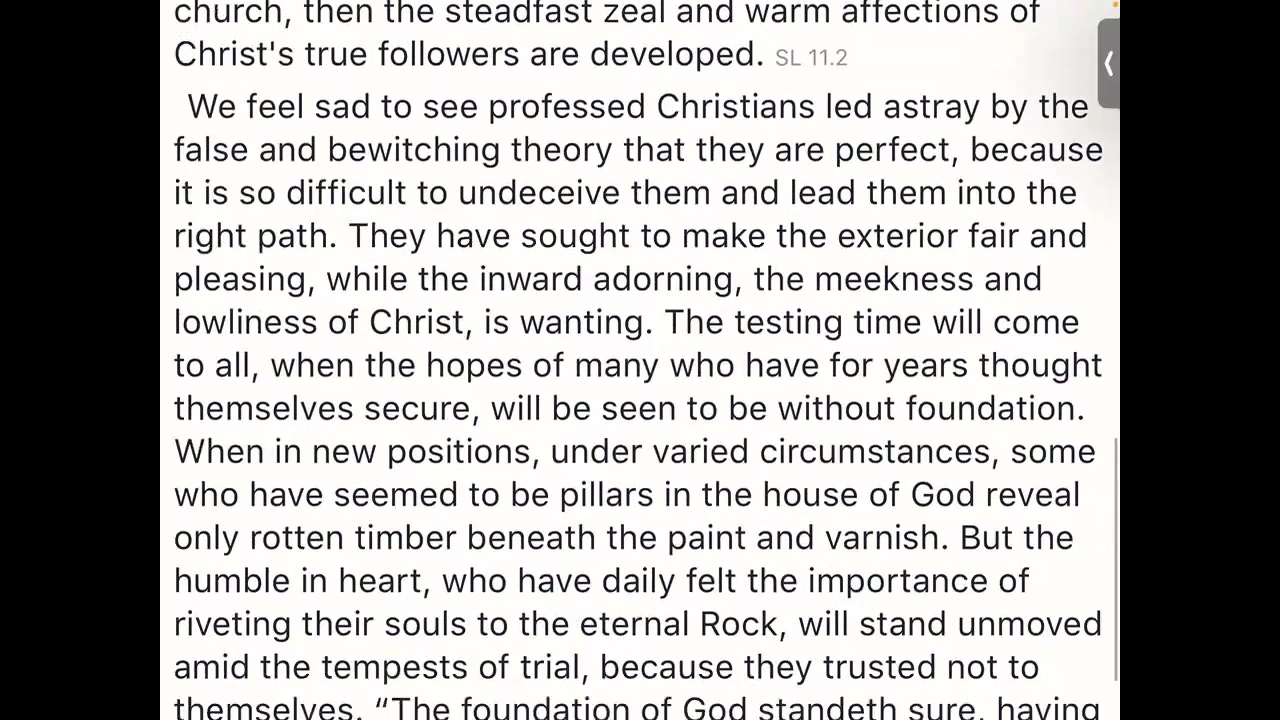 church, then the steadfast zeal and warm affections of
Christ's true followers are developed. SL 11.2
We feel sad to see professed Christians led astray by the
false and bewitching theory that they are perfect, because
it is so difficult to undeceive them and lead them into the
right path. They have sought to make the exterior fair and
pleasing, while the inward adorning, the meekness and
lowliness of Christ, is wanting. The testing time will come
to all, when the hopes of many who have for years thought
themselves secure, will be seen to be without foundation.
When in new positions, under varied circumstances, some
who have seemed to be pillars in the house of God reveal
only rotten timber beneath the paint and varnish. But the
humble in heart, who have daily felt the importance of
riveting their souls to the eternal Rock, will stand unmoved
amid the tempests of trial, because they trusted not to
themselves. “The foundation of God standeth sure, having